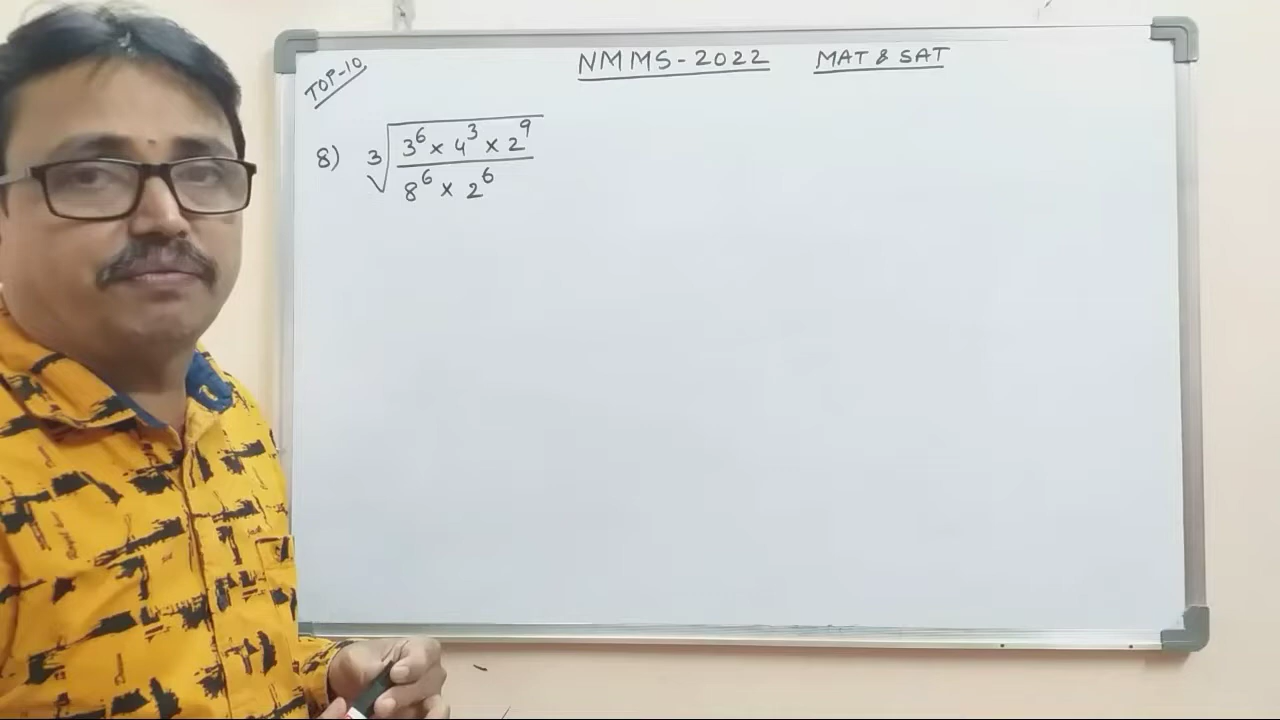 TOP-10
NMMS-2022 MAT & SAT
8) ∛((3⁶ × 4³ × 2⁹) / (8⁶ × 2⁶))